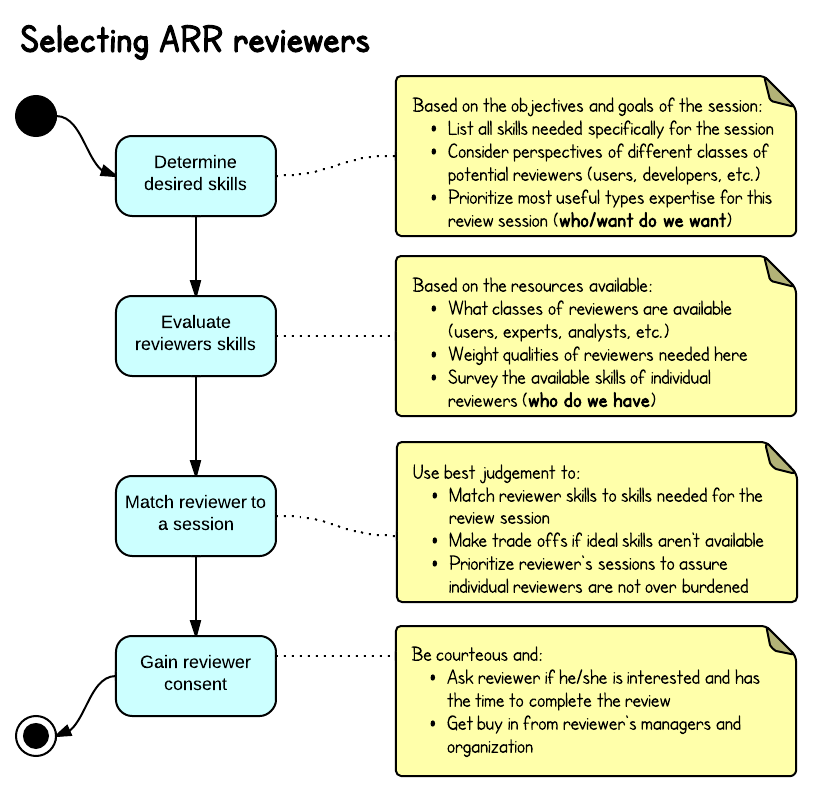 Selecting ARR reviewers
Determine
desired skills
Based on the objectives and goals of the session:
• List all skills needed specifically for the session
• Consider perspectives of different classes of
potential reviewers (users, developers, etc.)
• Prioritize most useful types expertise for this
review session (who/want do we want)
Evaluate
reviewers skills
Based on the resources available:
• What classes of reviewers are available
(users, experts, analysts, etc.)
• Weight qualities of reviewers needed here
• Survey the available skills of individual
reviewers (who do we have)
Match reviewer to
a session
Use best judgement to:
• Match reviewer skills to skills needed for the
review session
• Make trade offs if ideal skills aren't available
• Prioritize reviewer's sessions to assure
individual reviewers are not over burdened
Gain reviewer
consent
Be courteous and:
• Ask reviewer if he/she is interested and has
the time to complete the review
• Get buy in from reviewer's managers and
organization